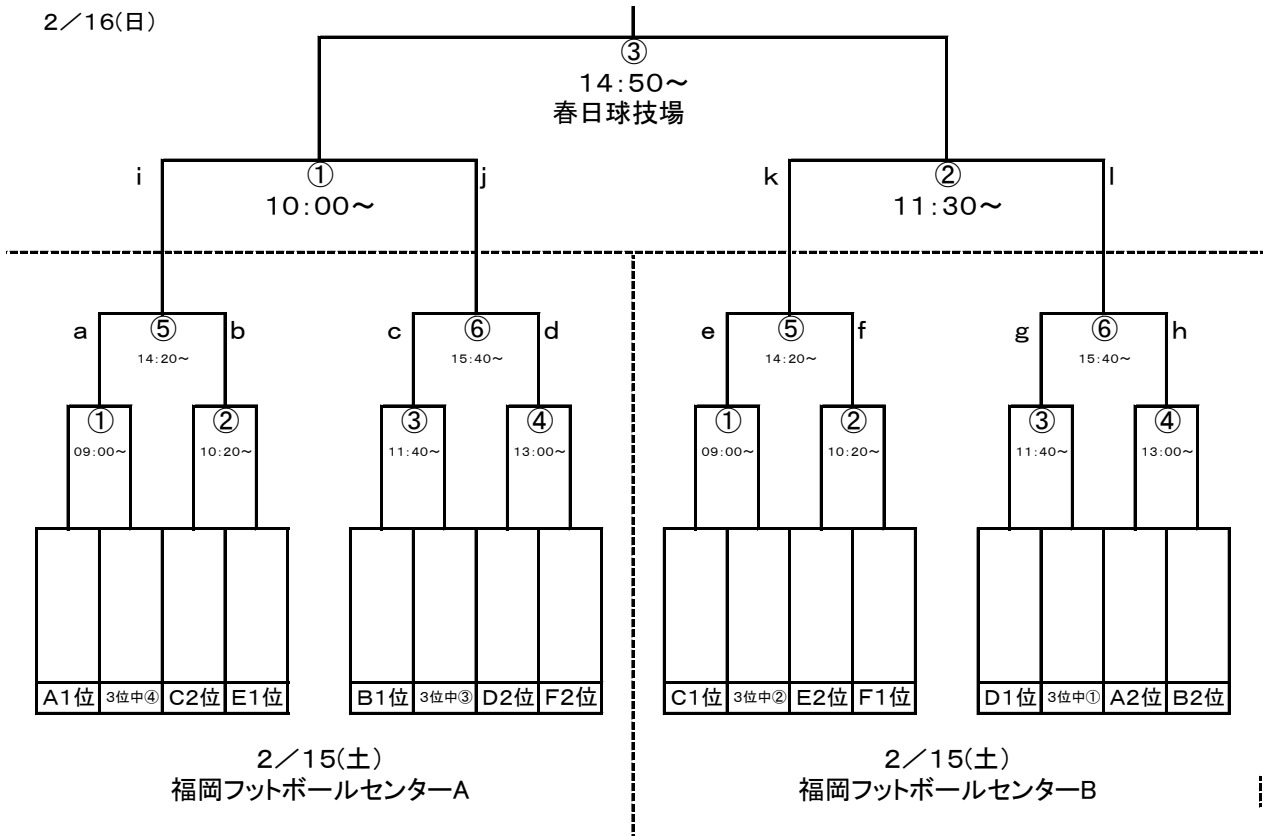 2／16(日)
③
14:50～
春日球技場
i ① j k ② l
10:00～ 11:30～
a ⑤ b c ⑥ d e ⑤ f g ⑥ h
14:20～ 15:40～ 14:20～ 15:40～
① ② ③ ④ ① ② ③ ④
09:00～ 10:20～ 11:40～ 13:00～ 09:00～ 10:20～ 11:40～ 13:00～
A1位 3位中④ C2位 E1位 B1位 3位中③ D2位 F2位 C1位 3位中② E2位 F1位 D1位 3位中① A2位 B2位
2／15(土) 2／15(土)
福岡フットボールセンターA 福岡フットボールセンターB